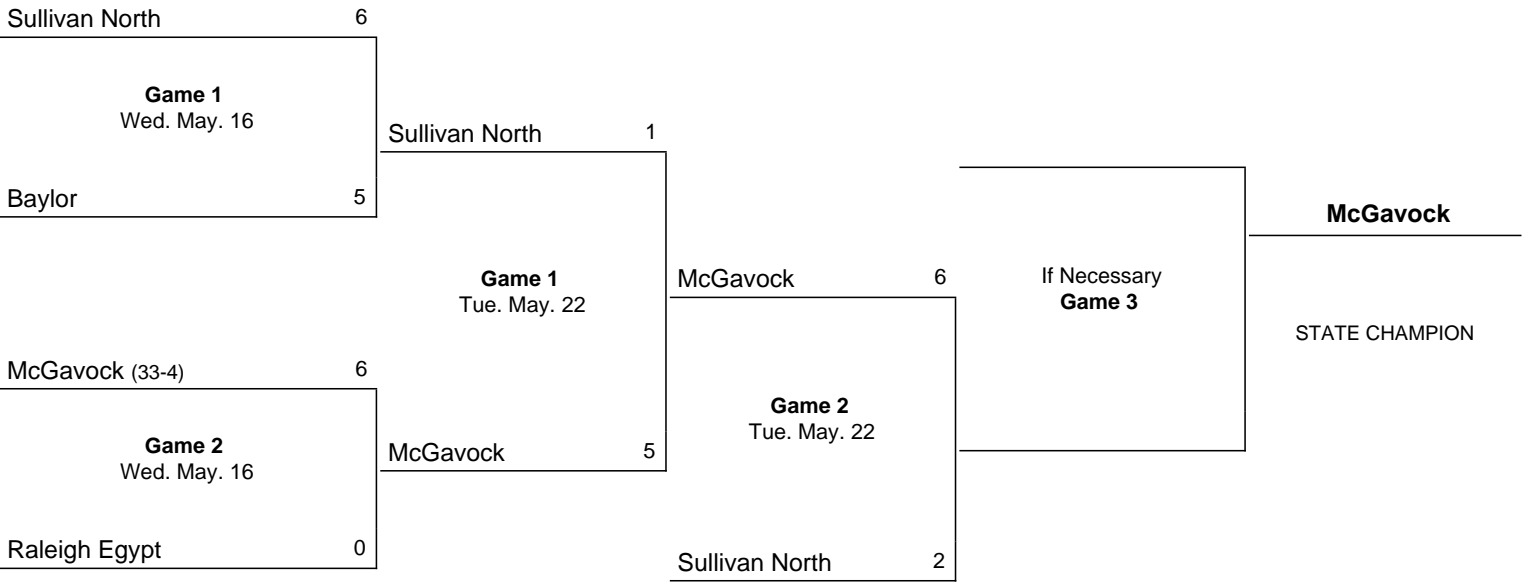 Sullivan North 6
Game 1
Wed. May. 16
Baylor 5
McGavock (33-4) 6
Game 2
Wed. May. 16
Raleigh Egypt 0
Sullivan North 1
Game 1
Tue. May. 22
McGavock 5
McGavock 6
Game 2
Tue. May. 22
Sullivan North 2
If Necessary
Game 3
McGavock
STATE CHAMPION